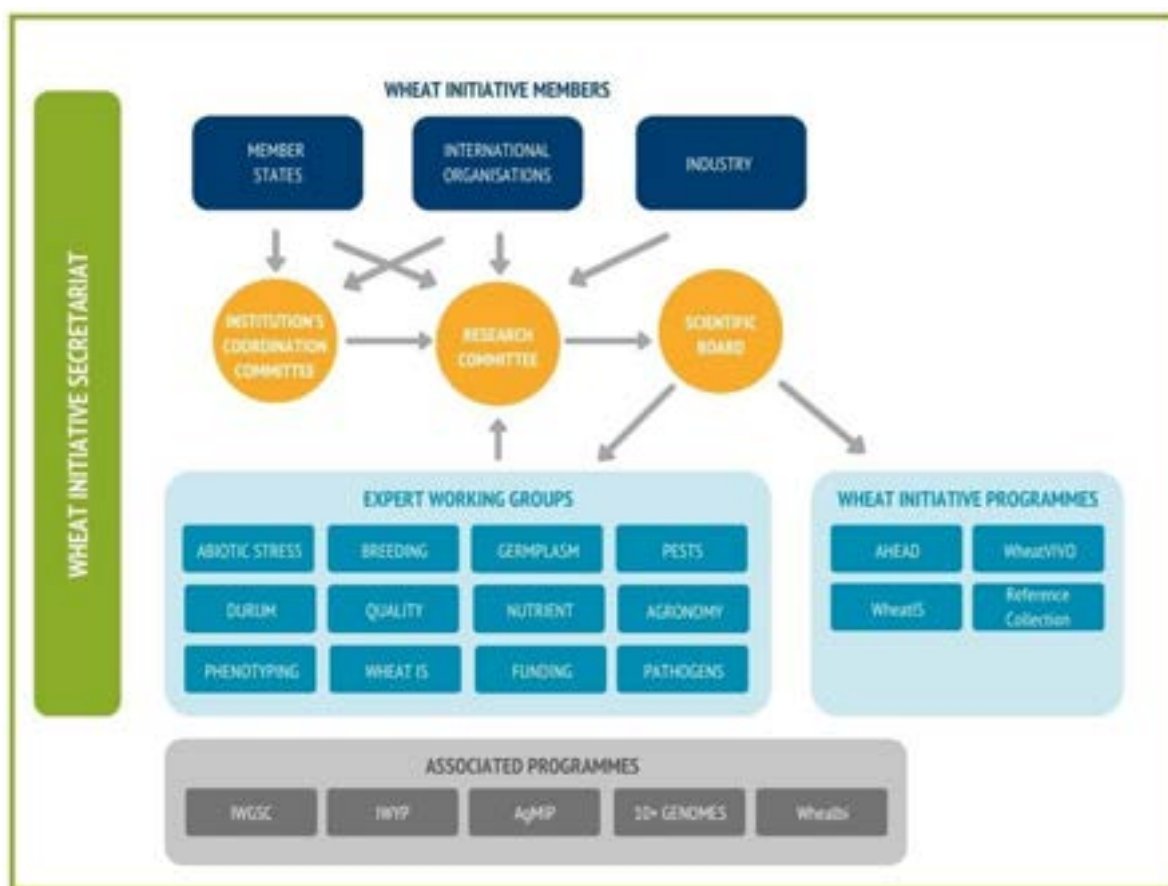 WHEAT INITIATIVE SECRETARIAT
WHEAT INITIATIVE MEMBERS
MEMBER
STATES
INTERNATIONAL
ORGANISATIONS
INDUSTRY
INSTITUTION'S
COORDINATION
COMMITTEE
RESEARCH
COMMITTEE
SCIENTIFIC
BOARD
EXPERT WORKING GROUPS
ABIOTIC STRESS
BREEDING
GERMPLASM
PESTS
DURUM
QUALITY
NUTRIENT
AGRONOMY
PHENOTYPING
WHEAT IS
FUNDING
PATHOGENS
WHEAT INITIATIVE PROGRAMMES
AHEAD
WheatVIVO
WheatIS
Reference
Collection
ASSOCIATED PROGRAMMES
IWGSC
IWYP
AgMIP
10+ GENOMES
Wheatbi